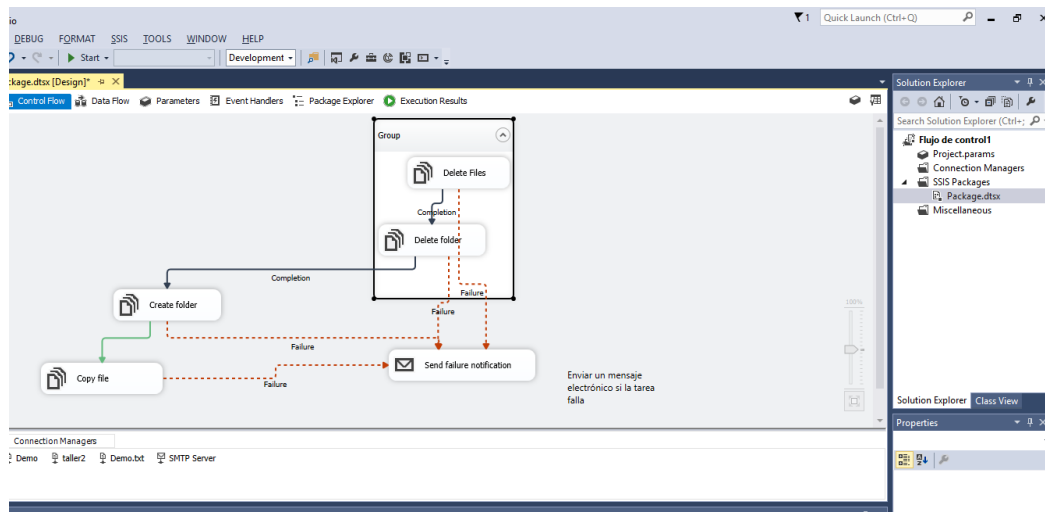 io
Quick Launch (Ctrl+Q)
1
DEBUG FORMAT SSIS TOOLS WINDOW HELP
Start
Development
ckage.dtsx [Design]*
Solution Explorer
Control Flow Data Flow Parameters Event Handlers Package Explorer Execution Results
Search Solution Explorer (Ctrl+;
Group
Flujo de control1
Project.params
Connection Managers
SSIS Packages
Package.dtsx
Miscellaneous
Delete Files
Completion
Delete folder
Completion
Failure
Create folder
Failure
100%
Failure
Send failure notification
Copy file
Failure
Enviar un mensaje
electrónico si la tarea
falla
Solution Explorer Class View
Properties
Connection Managers
Demo taller2 Demo.txt SMTP Server